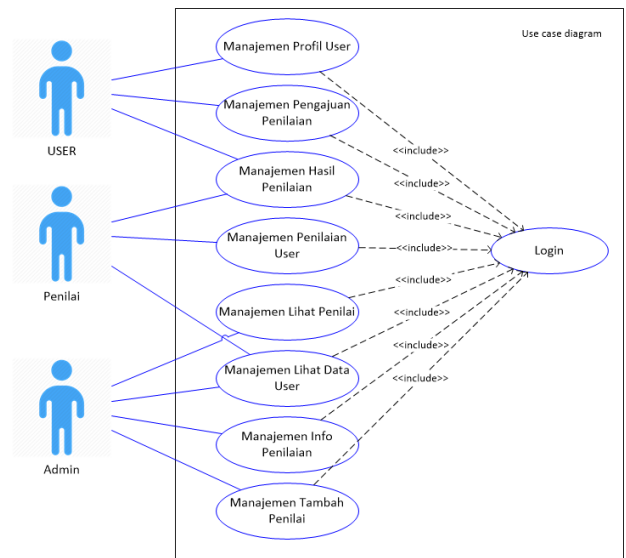 Use case diagram
Manajemen Profil User
Manajemen Pengajuan
Penilaian
Manajemen Hasil
Penilaian
Manajemen Penilaian
User
Manajemen Lihat Penilai
Manajemen Lihat Data
User
Manajemen Info
Penilaian
Manajemen Tambah
Penilai
USER
Penilai
Admin
<<include>>
<<include>>
<<include>>
<<include>>
<<include>>
<<include>>
<<include>>
<<include>>
Login